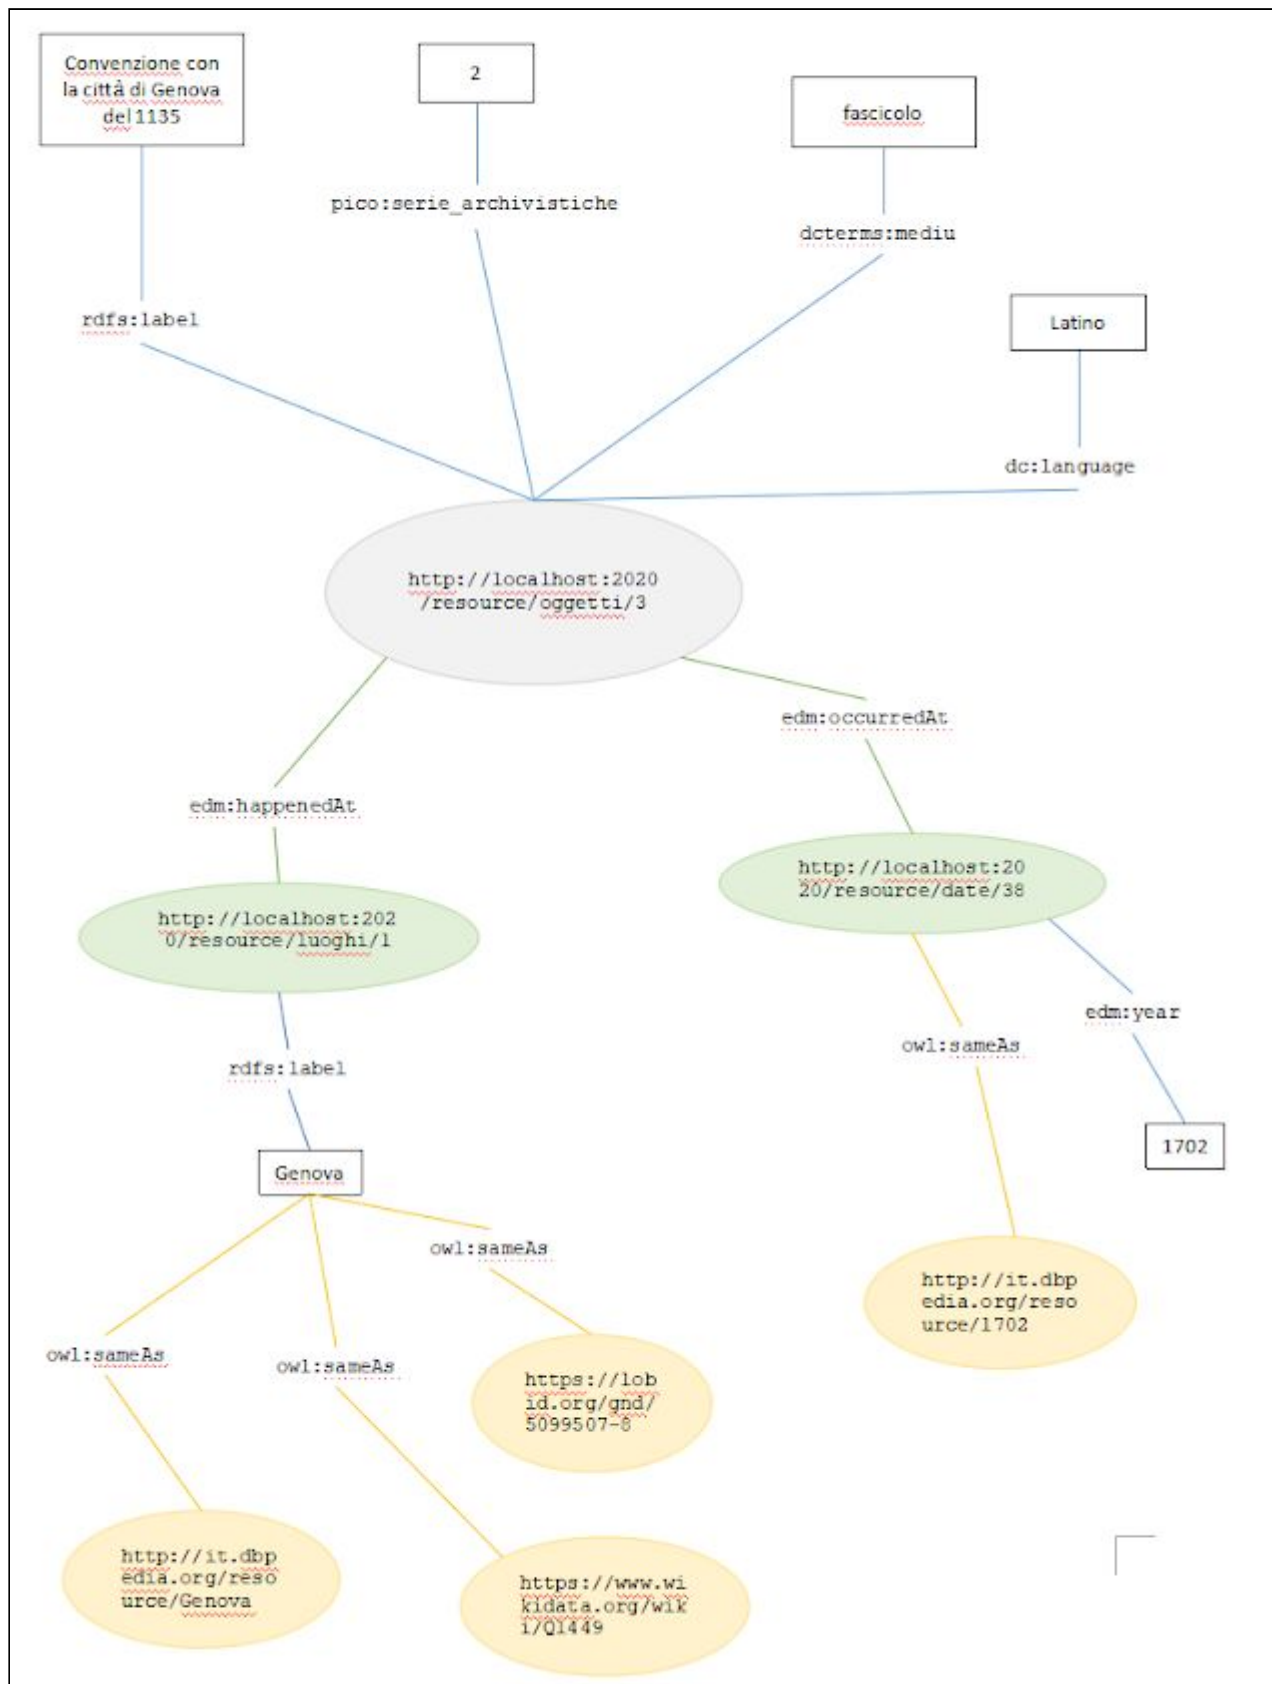 Convenzione con
la città di Genova
del 1135
2
fascicolo
pico:serie_archivistiche
dcterms:mediu
Latino
rdfs:label
dc:language
http://localhost:2020
/resource/oggetti/3
edm:occurredAt
edm:happenedAt
http://localhost:20
20/resource/date/38
http://localhost:202
0/resource/luoghi/1
edm:year
owl:sameAs
rdfs:label
1702
Genova
owl:sameAs
http://it.dbp
edia.org/reso
urce/1702
owl:sameAs
owl:sameAs
https://lob
id.org/gnd/
5099507-8
http://it.dbp
edia.org/reso
urce/Genova
https://www.wi
kidata.org/wik
i/Q1449